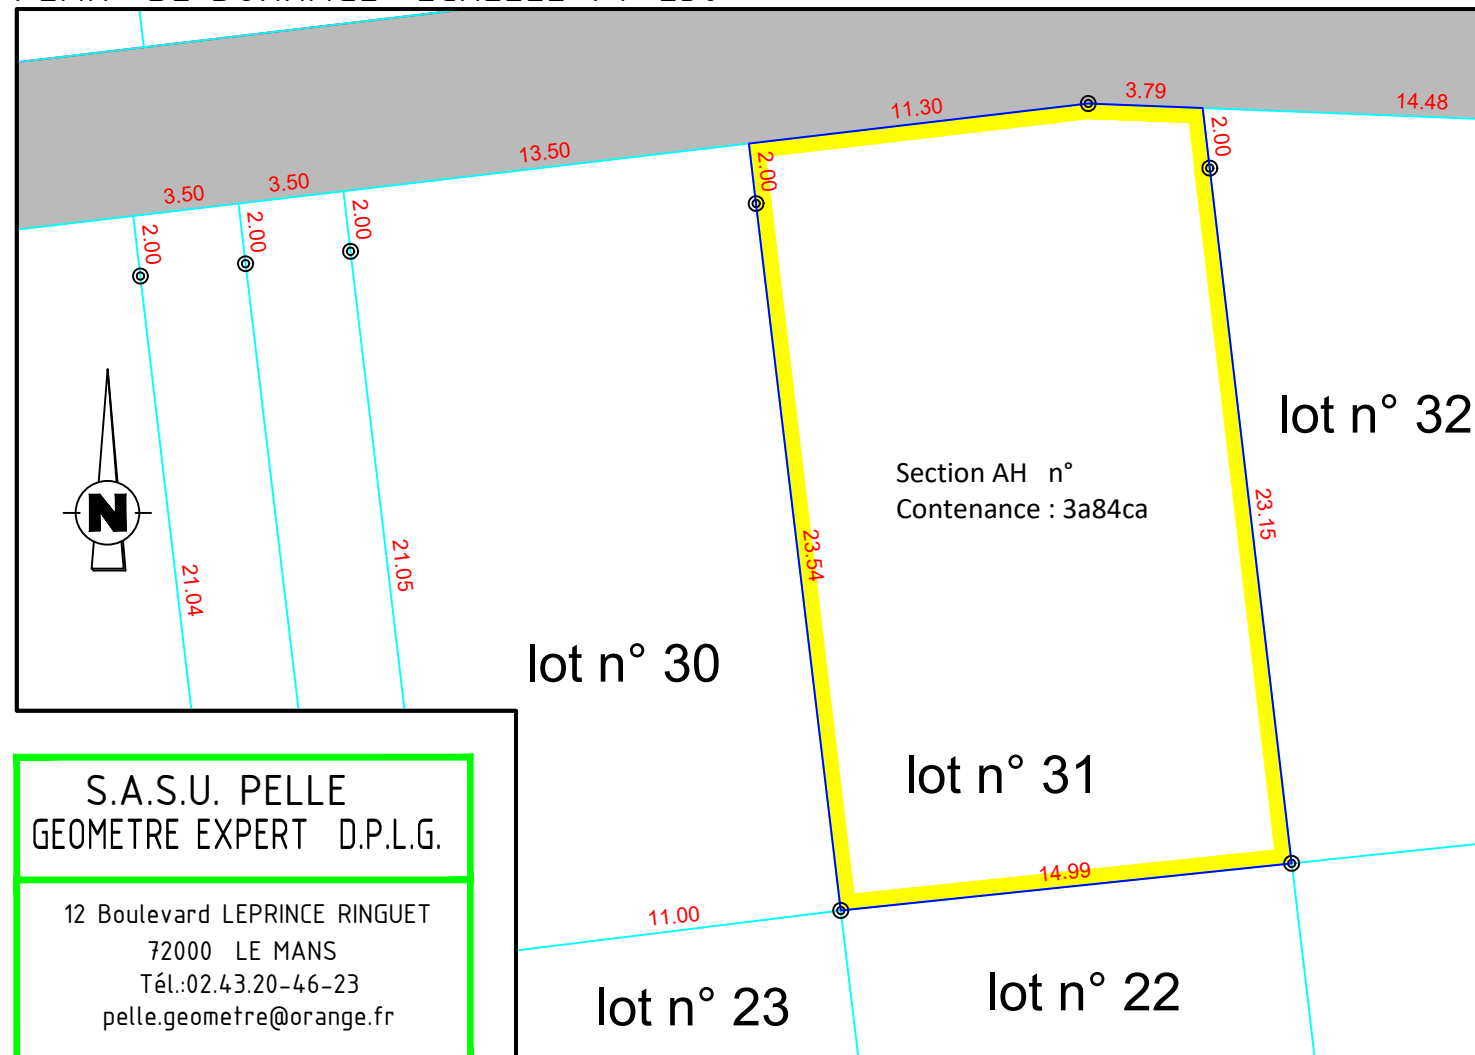 3.79
11.30
14.48
2.00
13.50
2.00
3.50
3.50
2.00
2.00
2.00
lot n° 32
Section AH n°
Contenance : 3a84ca
N
23.15
23.54
21.05
21.04
lot n° 30
lot n° 31
S.A.S.U. PELLE
GEOMETRE EXPERT D.P.L.G.
14.99
11.00
12 Boulevard LEPRINCE RINGUET
72000 LE MANS
Tél.:02.43.20-46-23
pelle.geometre@orange.fr
lot n° 23
lot n° 22